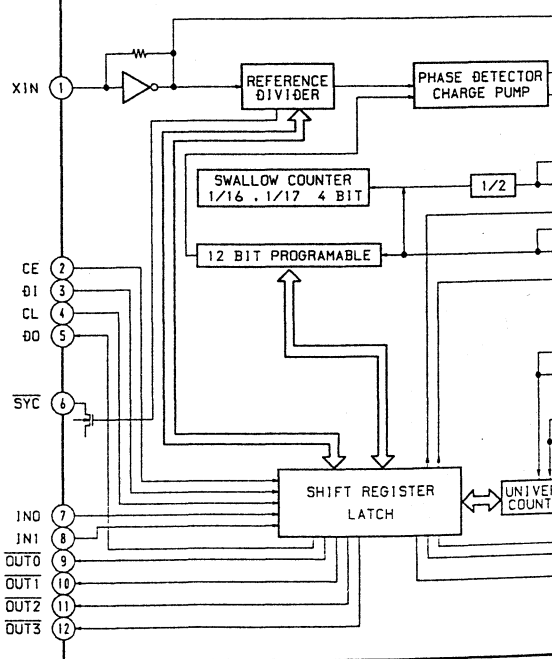 XIN 1
REFERENCE
DIVIDER
PHASE DETECTOR
CHARGE PUMP
SWALLOW COUNTER
1/16 . 1/17 4 BIT
1/2
12 BIT PROGRAMABLE
CE 2
DI 3
CL 4
DO 5
SYC 6
SHIFT REGISTER
LATCH
UNIVE
COUNT
IN0 7
IN1 8
OUT0 9
OUT1 10
OUT2 11
OUT3 12